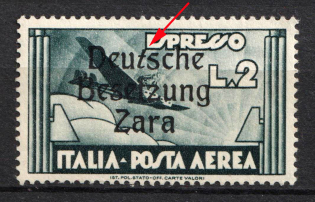 ESPRESSO
Deutsche
L.2
Besetzung
Zara
ITALIA-POSTA AEREA
IST. POL. STATO-OFF. CARTE VALORI